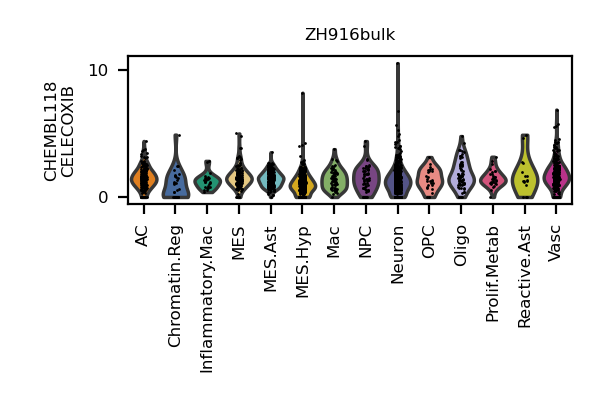 ZH916bulk
CHEMBL118
CELECOXIB
10
0
AC
Chromatin.Reg
Inflammatory.Mac
MES
MES.Ast
MES.Hyp
Mac
NPC
Neuron
OPC
Oligo
Prolif.Metab
Reactive.Ast
Vasc